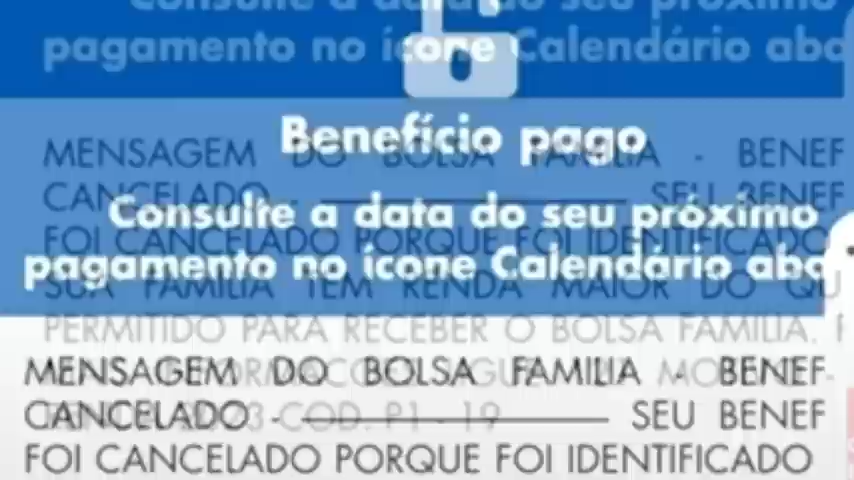 Consulte a data do seu próximo
pagamento no ícone Calendário aba
Benefício pago
MENSAGEM DO BOLSA FAMILIA - BENEF
CANCELADO - SEU BENEF
Consulte a data do seu próximo
FOI CANCELADO PORQUE FOI IDENTIFICADO
pagamento no ícone Calendário aba
SUA FAMILIA TEM RENDA MAIOR DO QU
PERMITIDO PARA RECEBER O BOLSA FAMILIA.
MENSAGEM DO BOLSA FAMILIA - BENEF
CANCELADO - SEU BENEF
COD. P1 - 19
FOI CANCELADO PORQUE FOI IDENTIFICADO